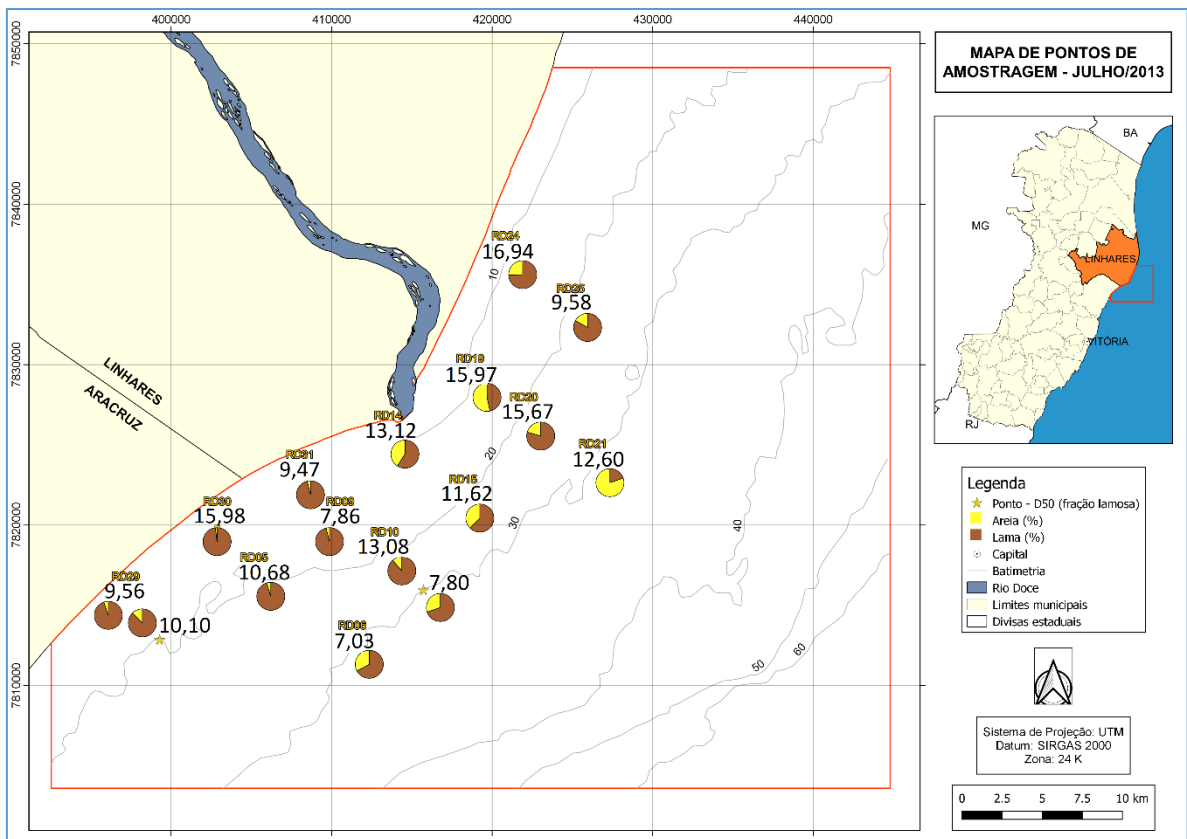 400000 410000 420000 430000 440000
7850000
7840000
7830000
7820000
7810000
MAPA DE PONTOS DE
AMOSTRAGEM - JULHO/2013
BA
MG
LINHARES
VITÓRIA
RJ
LINHARES
ARACRUZ
RD24
16,94
10
RD25
9,58
RD19
15,97
RD20
15,67
RD14
13,12
RD21
12,60
20
RD31
9,47
RD15
11,62
30
40
RD30
15,98
RD09
7,86
RD10
13,08
RD05
10,68
7,80
RD29
9,56
10,10
RD06
7,03
50
60
Legenda
Ponto - D50 (fração lamosa)
Areia (%)
Lama (%)
Capital
Batimetria
Rio Doce
Limites municipais
Divisas estaduais
Sistema de Projeção: UTM
Datum: SIRGAS 2000
Zona: 24 K
0 2.5 5 7.5 10 km